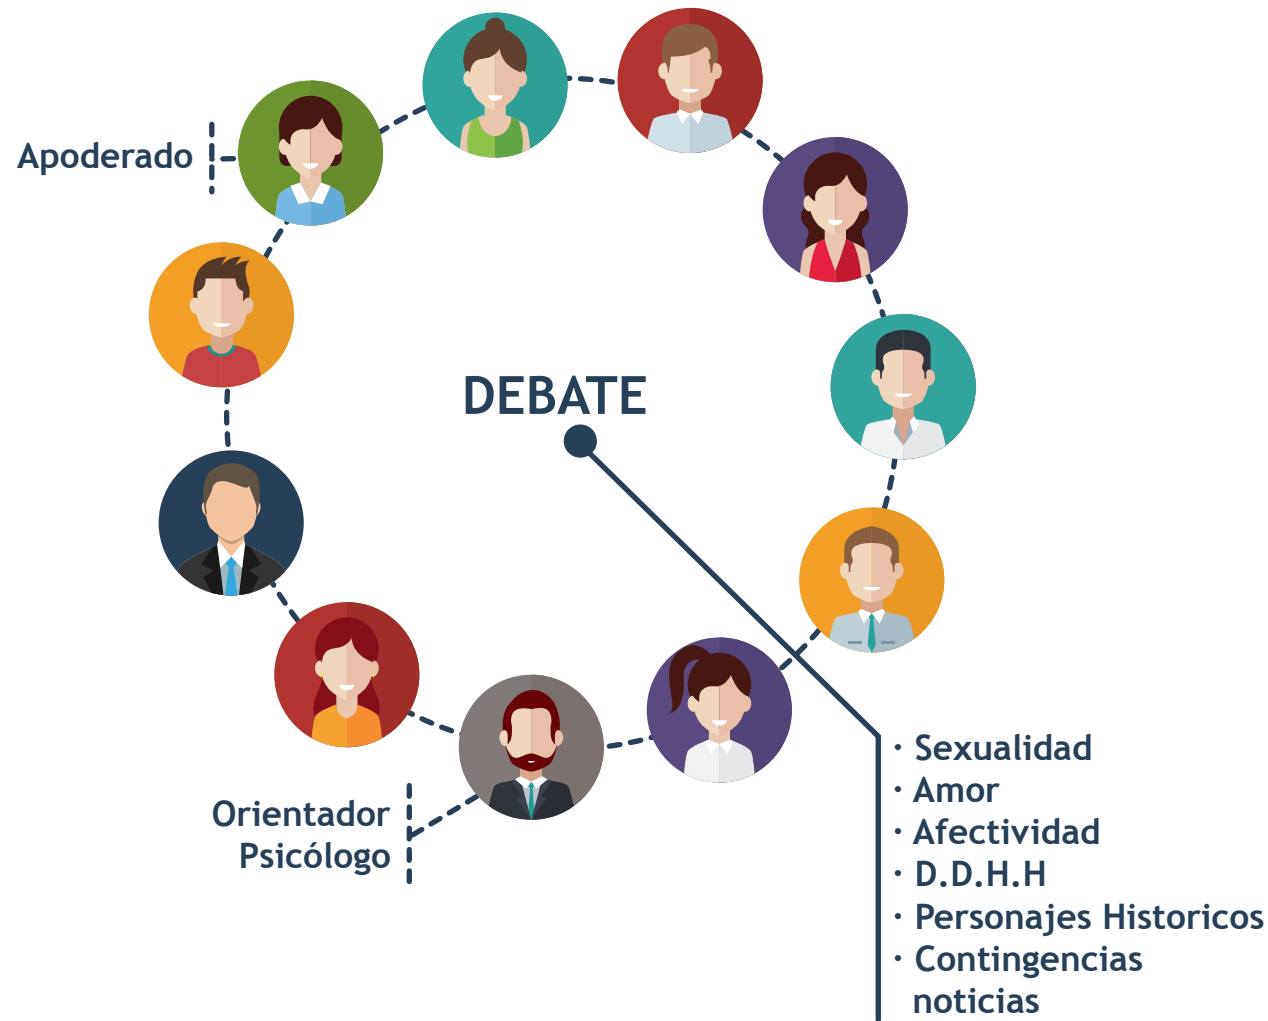 Apoderado
DEBATE
Orientador
Psicólogo
· Sexualidad
· Amor
· Afectividad
· D.D.H.H
· Personajes Historicos
· Contingencias
noticias